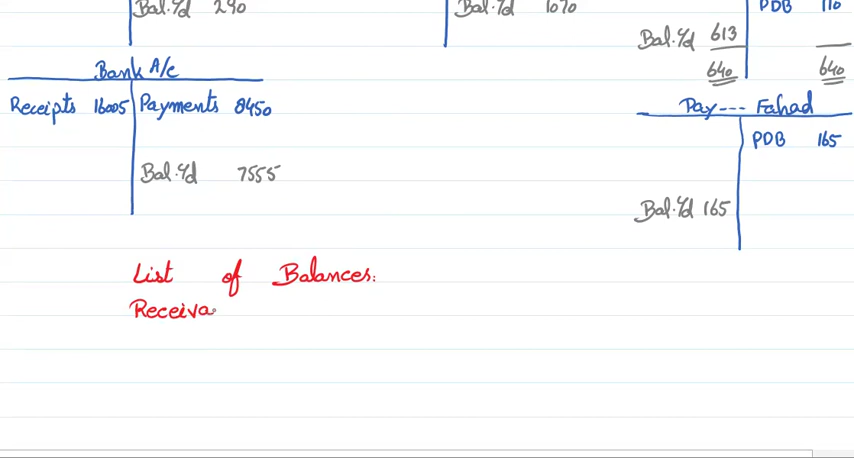 Bal. c/d 290
Bal. c/d 1070
PDB 110
Bal. c/d 613
640 640
Bank A/c
Receipts 16005 Payments 8450
Bal. c/d 7555
Pay--- Fahad
PDB 165
Bal. c/d 165
List of Balances:
Receiva